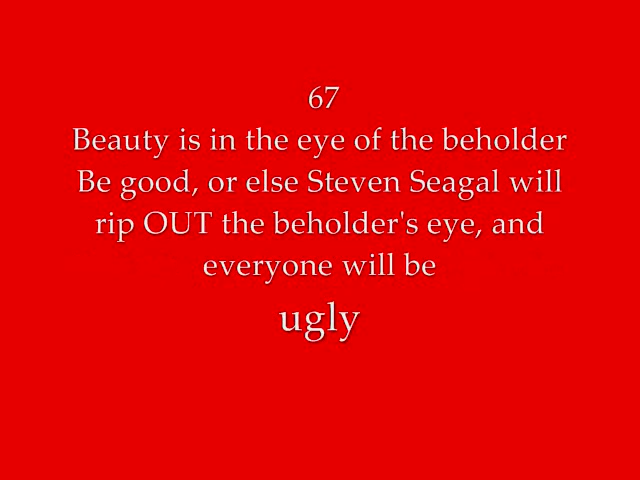 67
Beauty is in the eye of the beholder
Be good, or else Steven Seagal will
rip OUT the beholder's eye, and
everyone will be
ugly